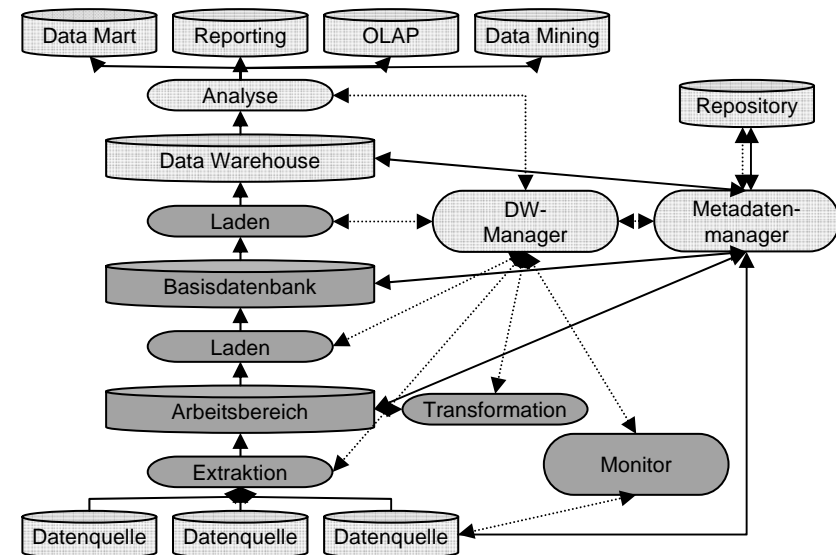 Data Mart
Reporting
OLAP
Data Mining
Analyse
Repository
Data Warehouse
Laden
DW-
Manager
Metadaten-
manager
Basisdatenbank
Laden
Arbeitsbereich
Transformation
Extraktion
Monitor
Datenquelle
Datenquelle
Datenquelle